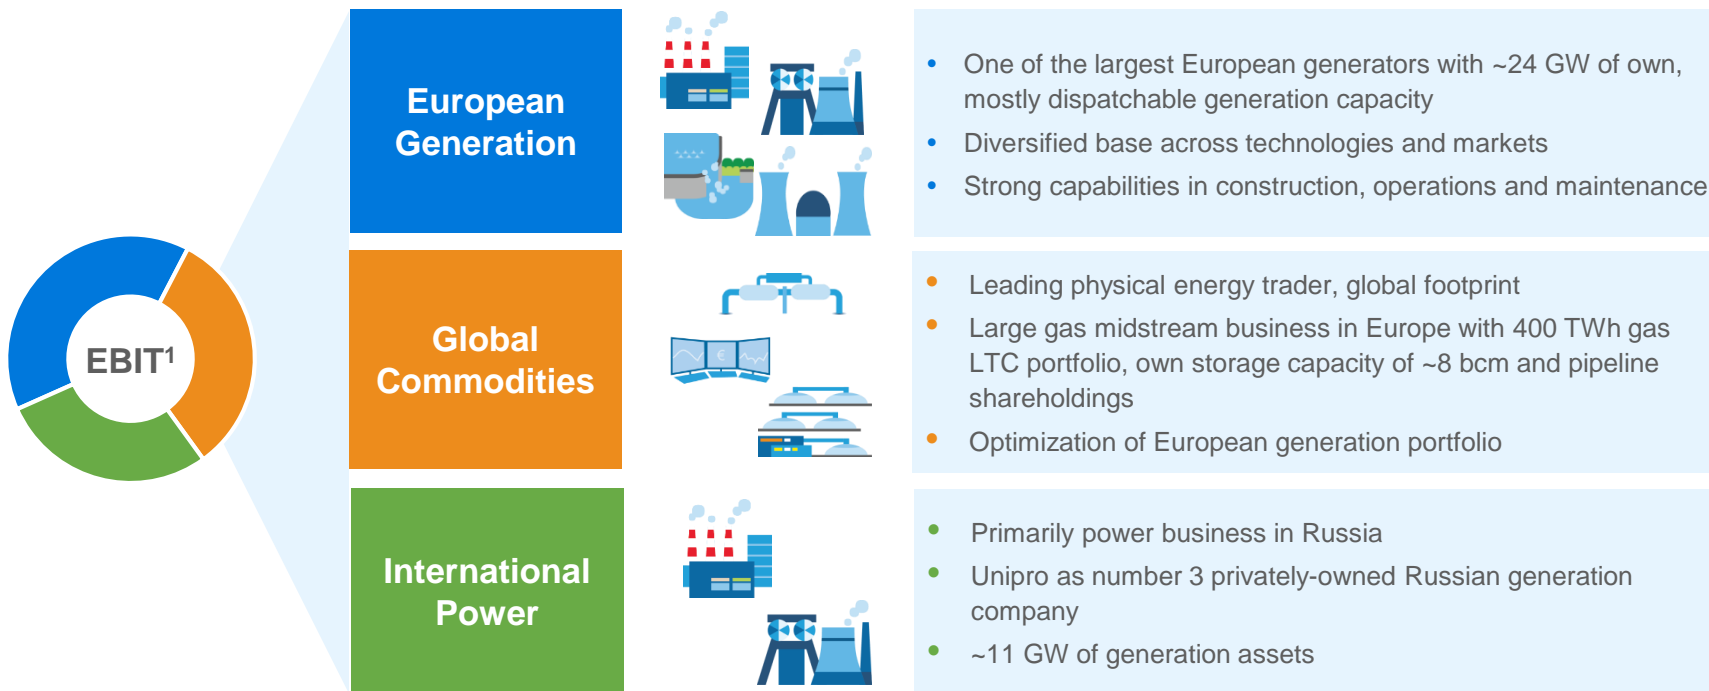 EBIT1
European
Generation
• One of the largest European generators with ~24 GW of own,
mostly dispatchable generation capacity
• Diversified base across technologies and markets
• Strong capabilities in construction, operations and maintenance
Global
Commodities
€
• Leading physical energy trader, global footprint
• Large gas midstream business in Europe with 400 TWh gas
LTC portfolio, own storage capacity of ~8 bcm and pipeline
shareholdings
• Optimization of European generation portfolio
International
Power
• Primarily power business in Russia
• Unipro as number 3 privately-owned Russian generation
company
• ~11 GW of generation assets